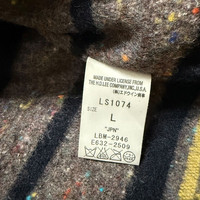 MADE UNDER LICENSE FROM
THE H.D.LEE COMPANY,INC.,U.S.A.
(株)エドウイン商事
LS1074
SIZE
L
"JPN"
LBM-2946
E632-2509